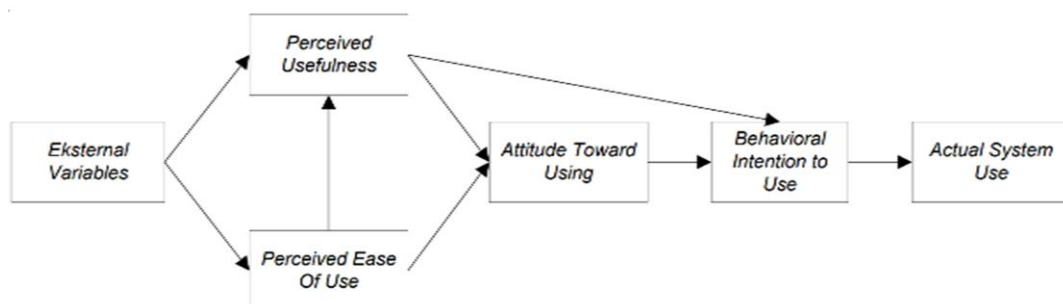 Perceived
Usefulness
Eksternal
Variables
Attitude Toward
Using
Behavioral
Intention to
Use
Actual System
Use
Perceived Ease
Of Use